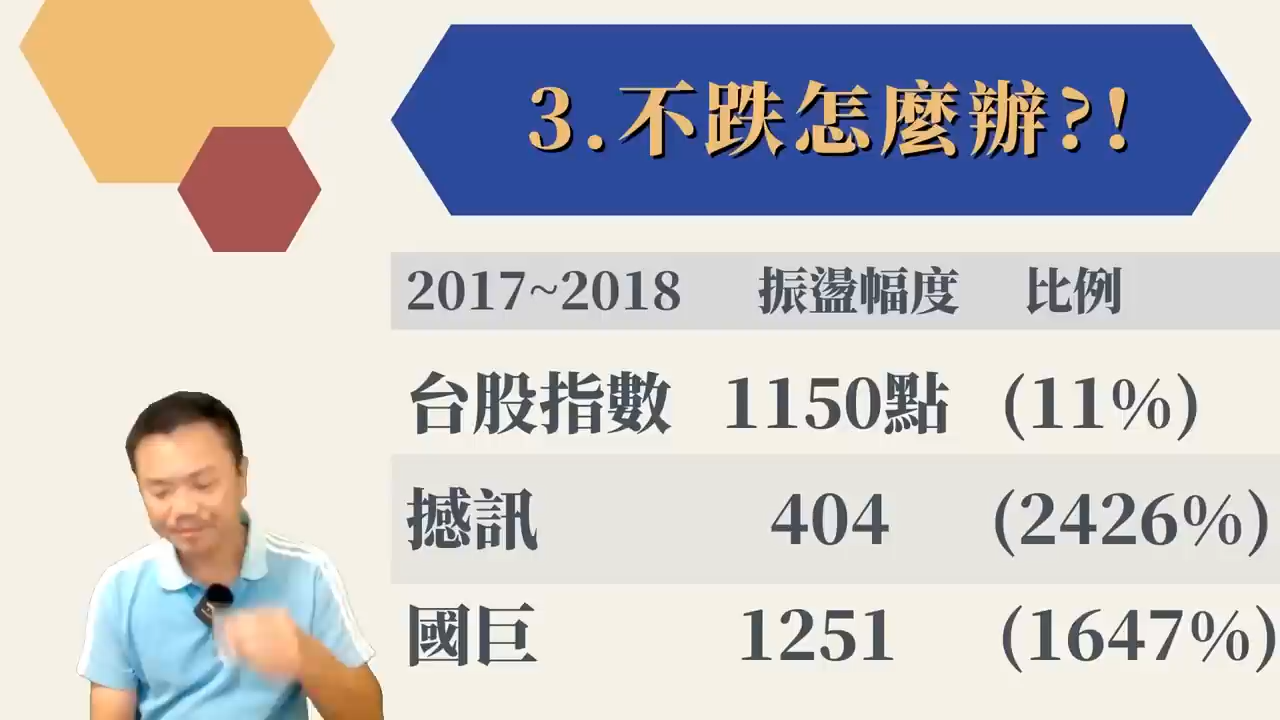 3.不跌怎麼辦?!
2017~2018 振盪幅度 比例
台股指數 1150點 (11%)
撼訊 404 (2426%)
國巨 1251 (1647%)